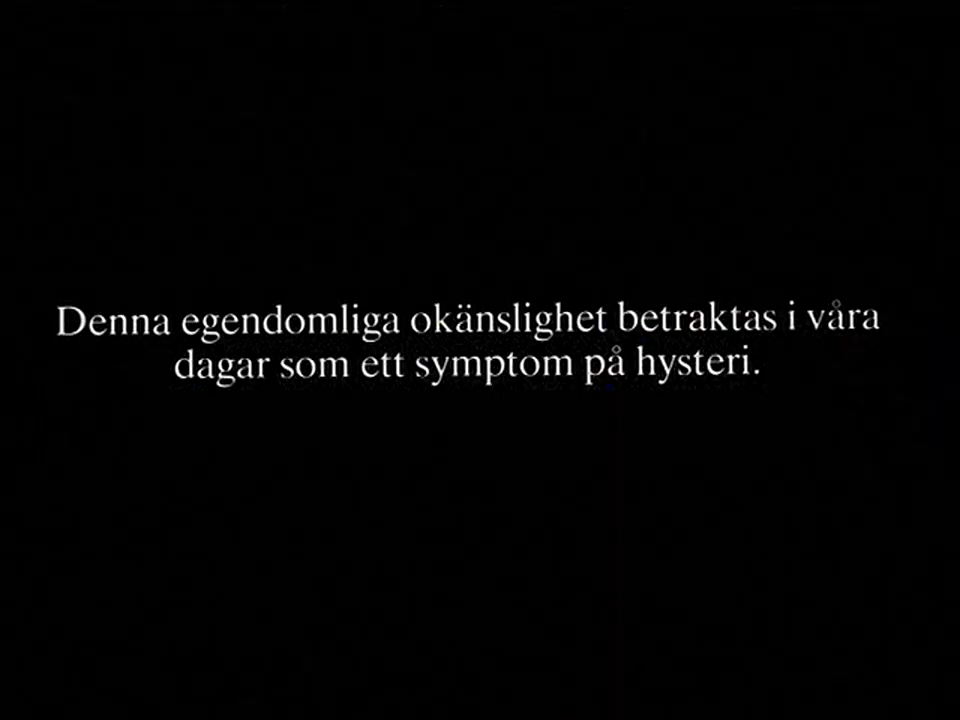 Denna egendomliga okänslighet betraktas i våra
dagar som ett symptom på hysteri.